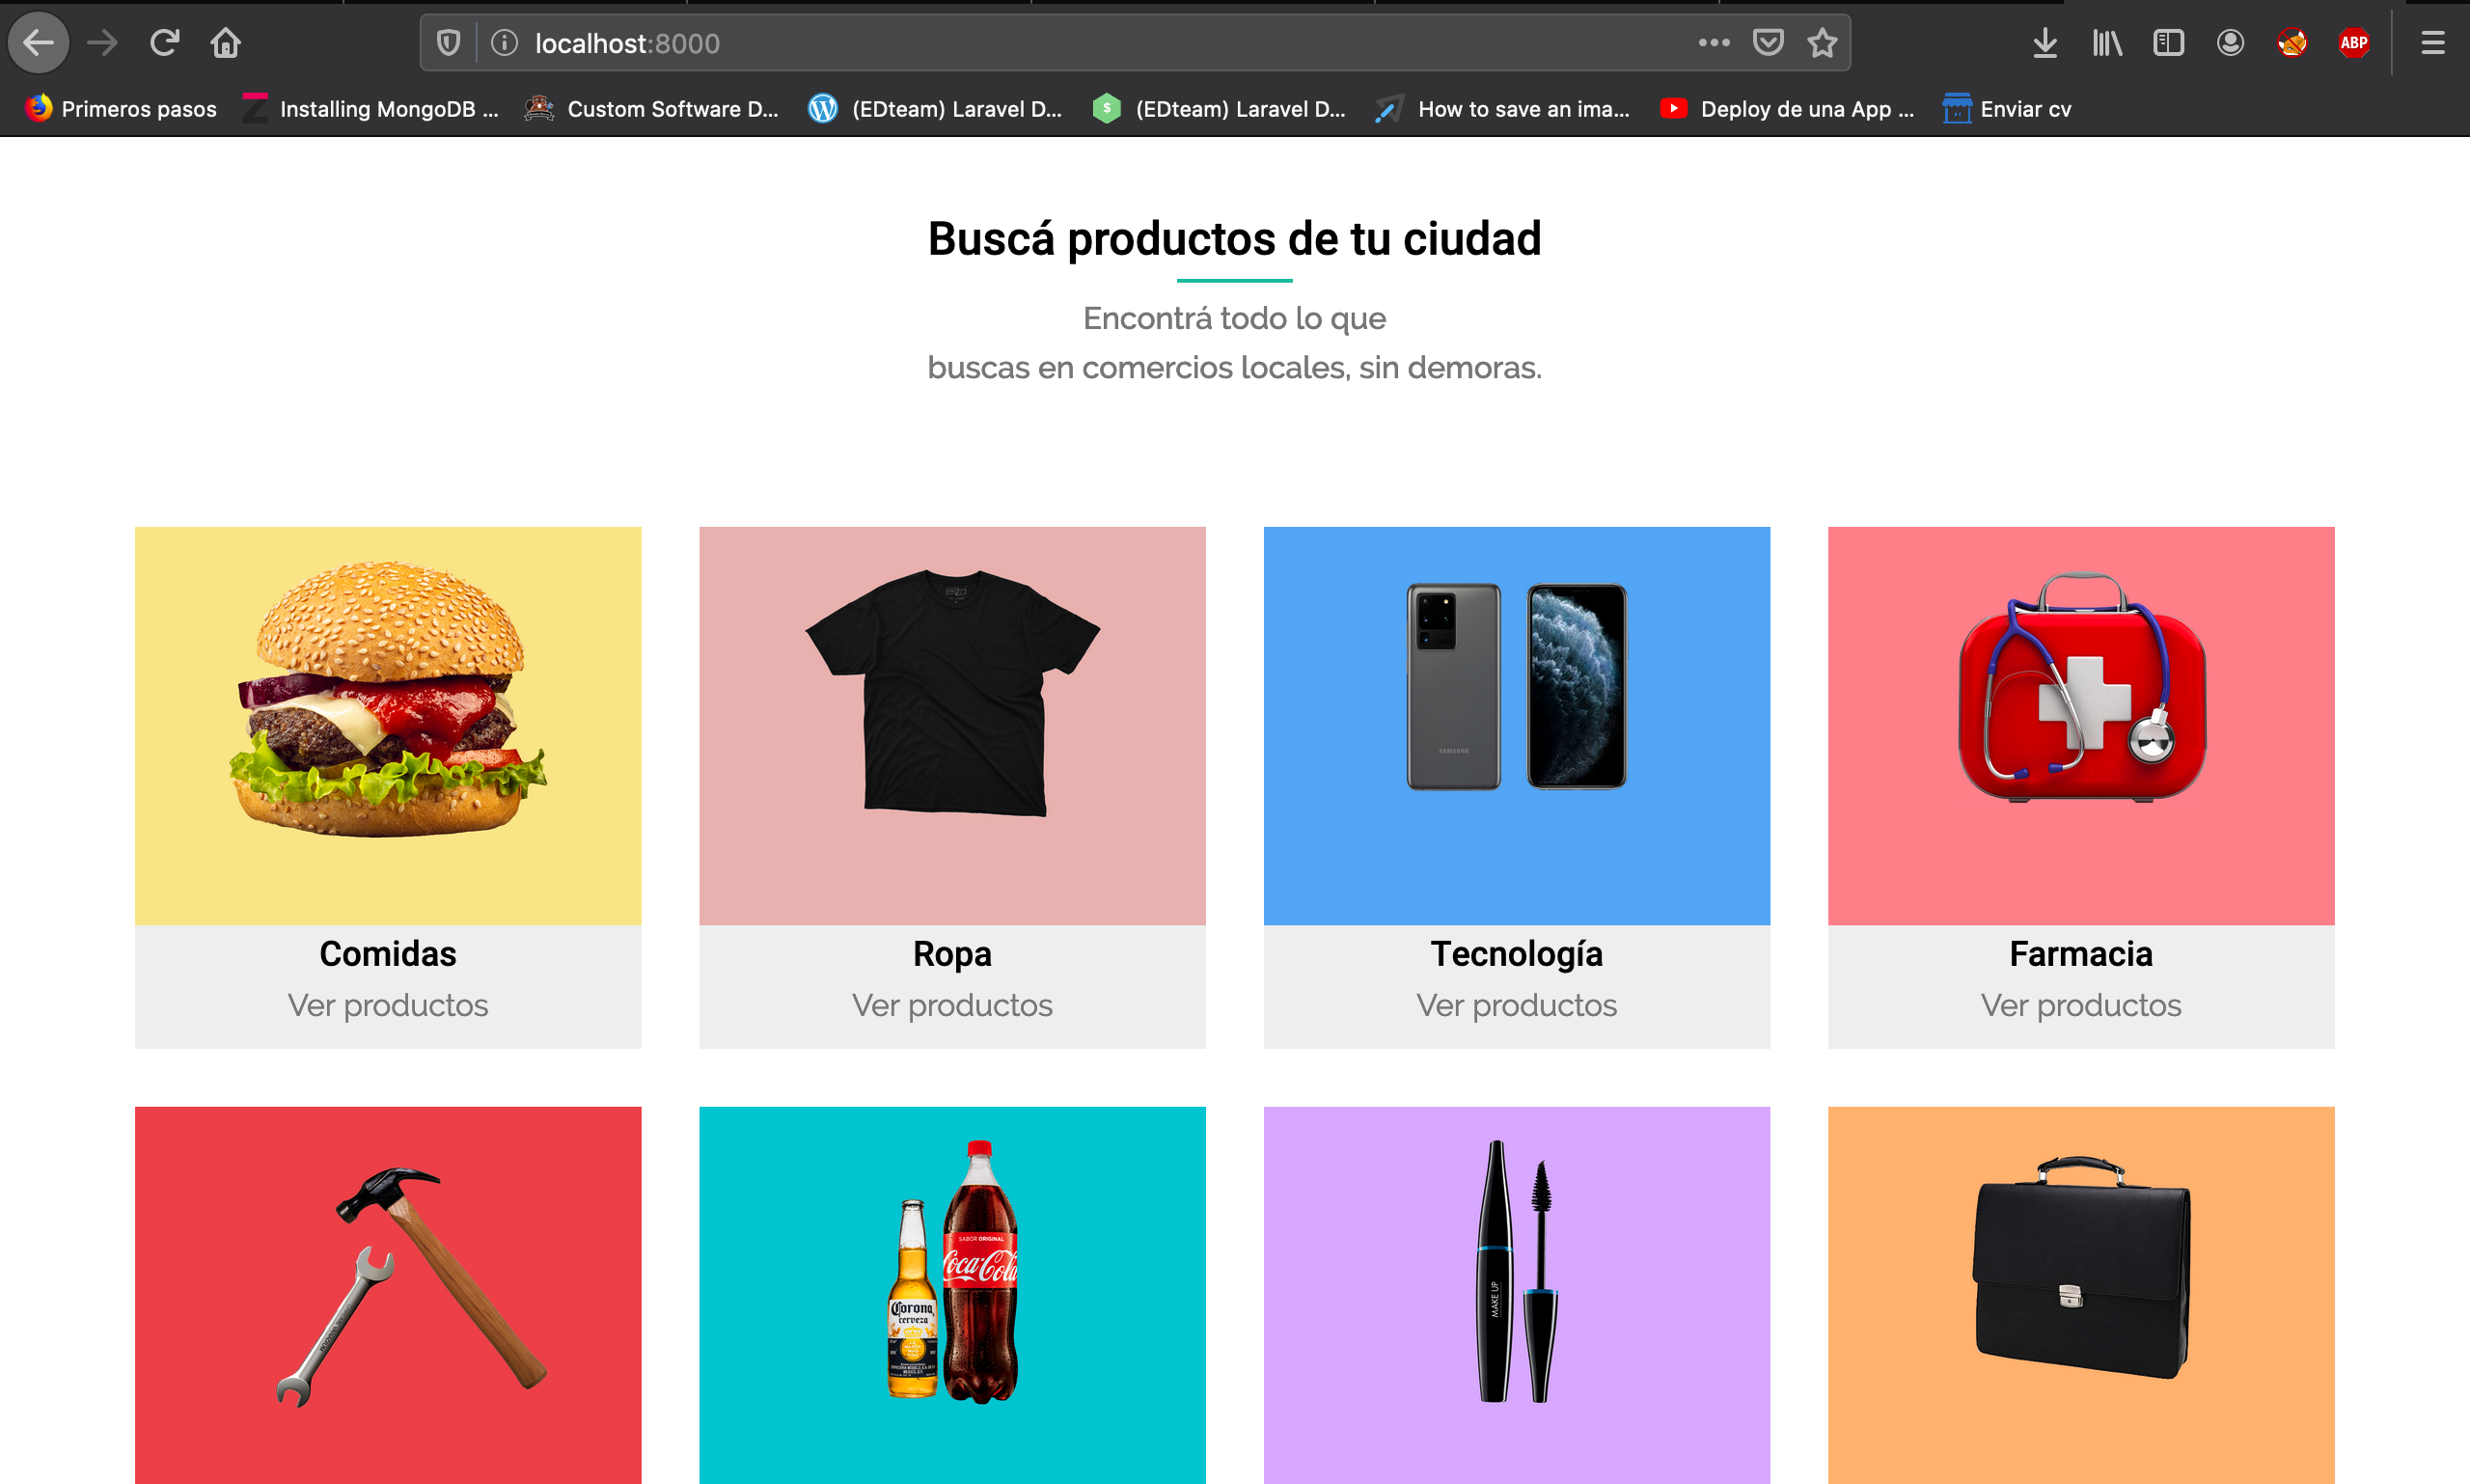 localhost:8000
Primeros pasos
Installing MongoDB ...
Custom Software D...
(EDteam) Laravel D...
(EDteam) Laravel D...
How to save an ima...
Deploy de una App ...
Enviar cv
ABP
Buscá productos de tu ciudad
Encontrá todo lo que
buscas en comercios locales, sin demoras.
SAMSUNG
Comidas
Ver productos
Ropa
Ver productos
Tecnología
Ver productos
Farmacia
Ver productos
SABOR ORIGINAL
Coca-Cola
Corona
cerveza
MAKE UP